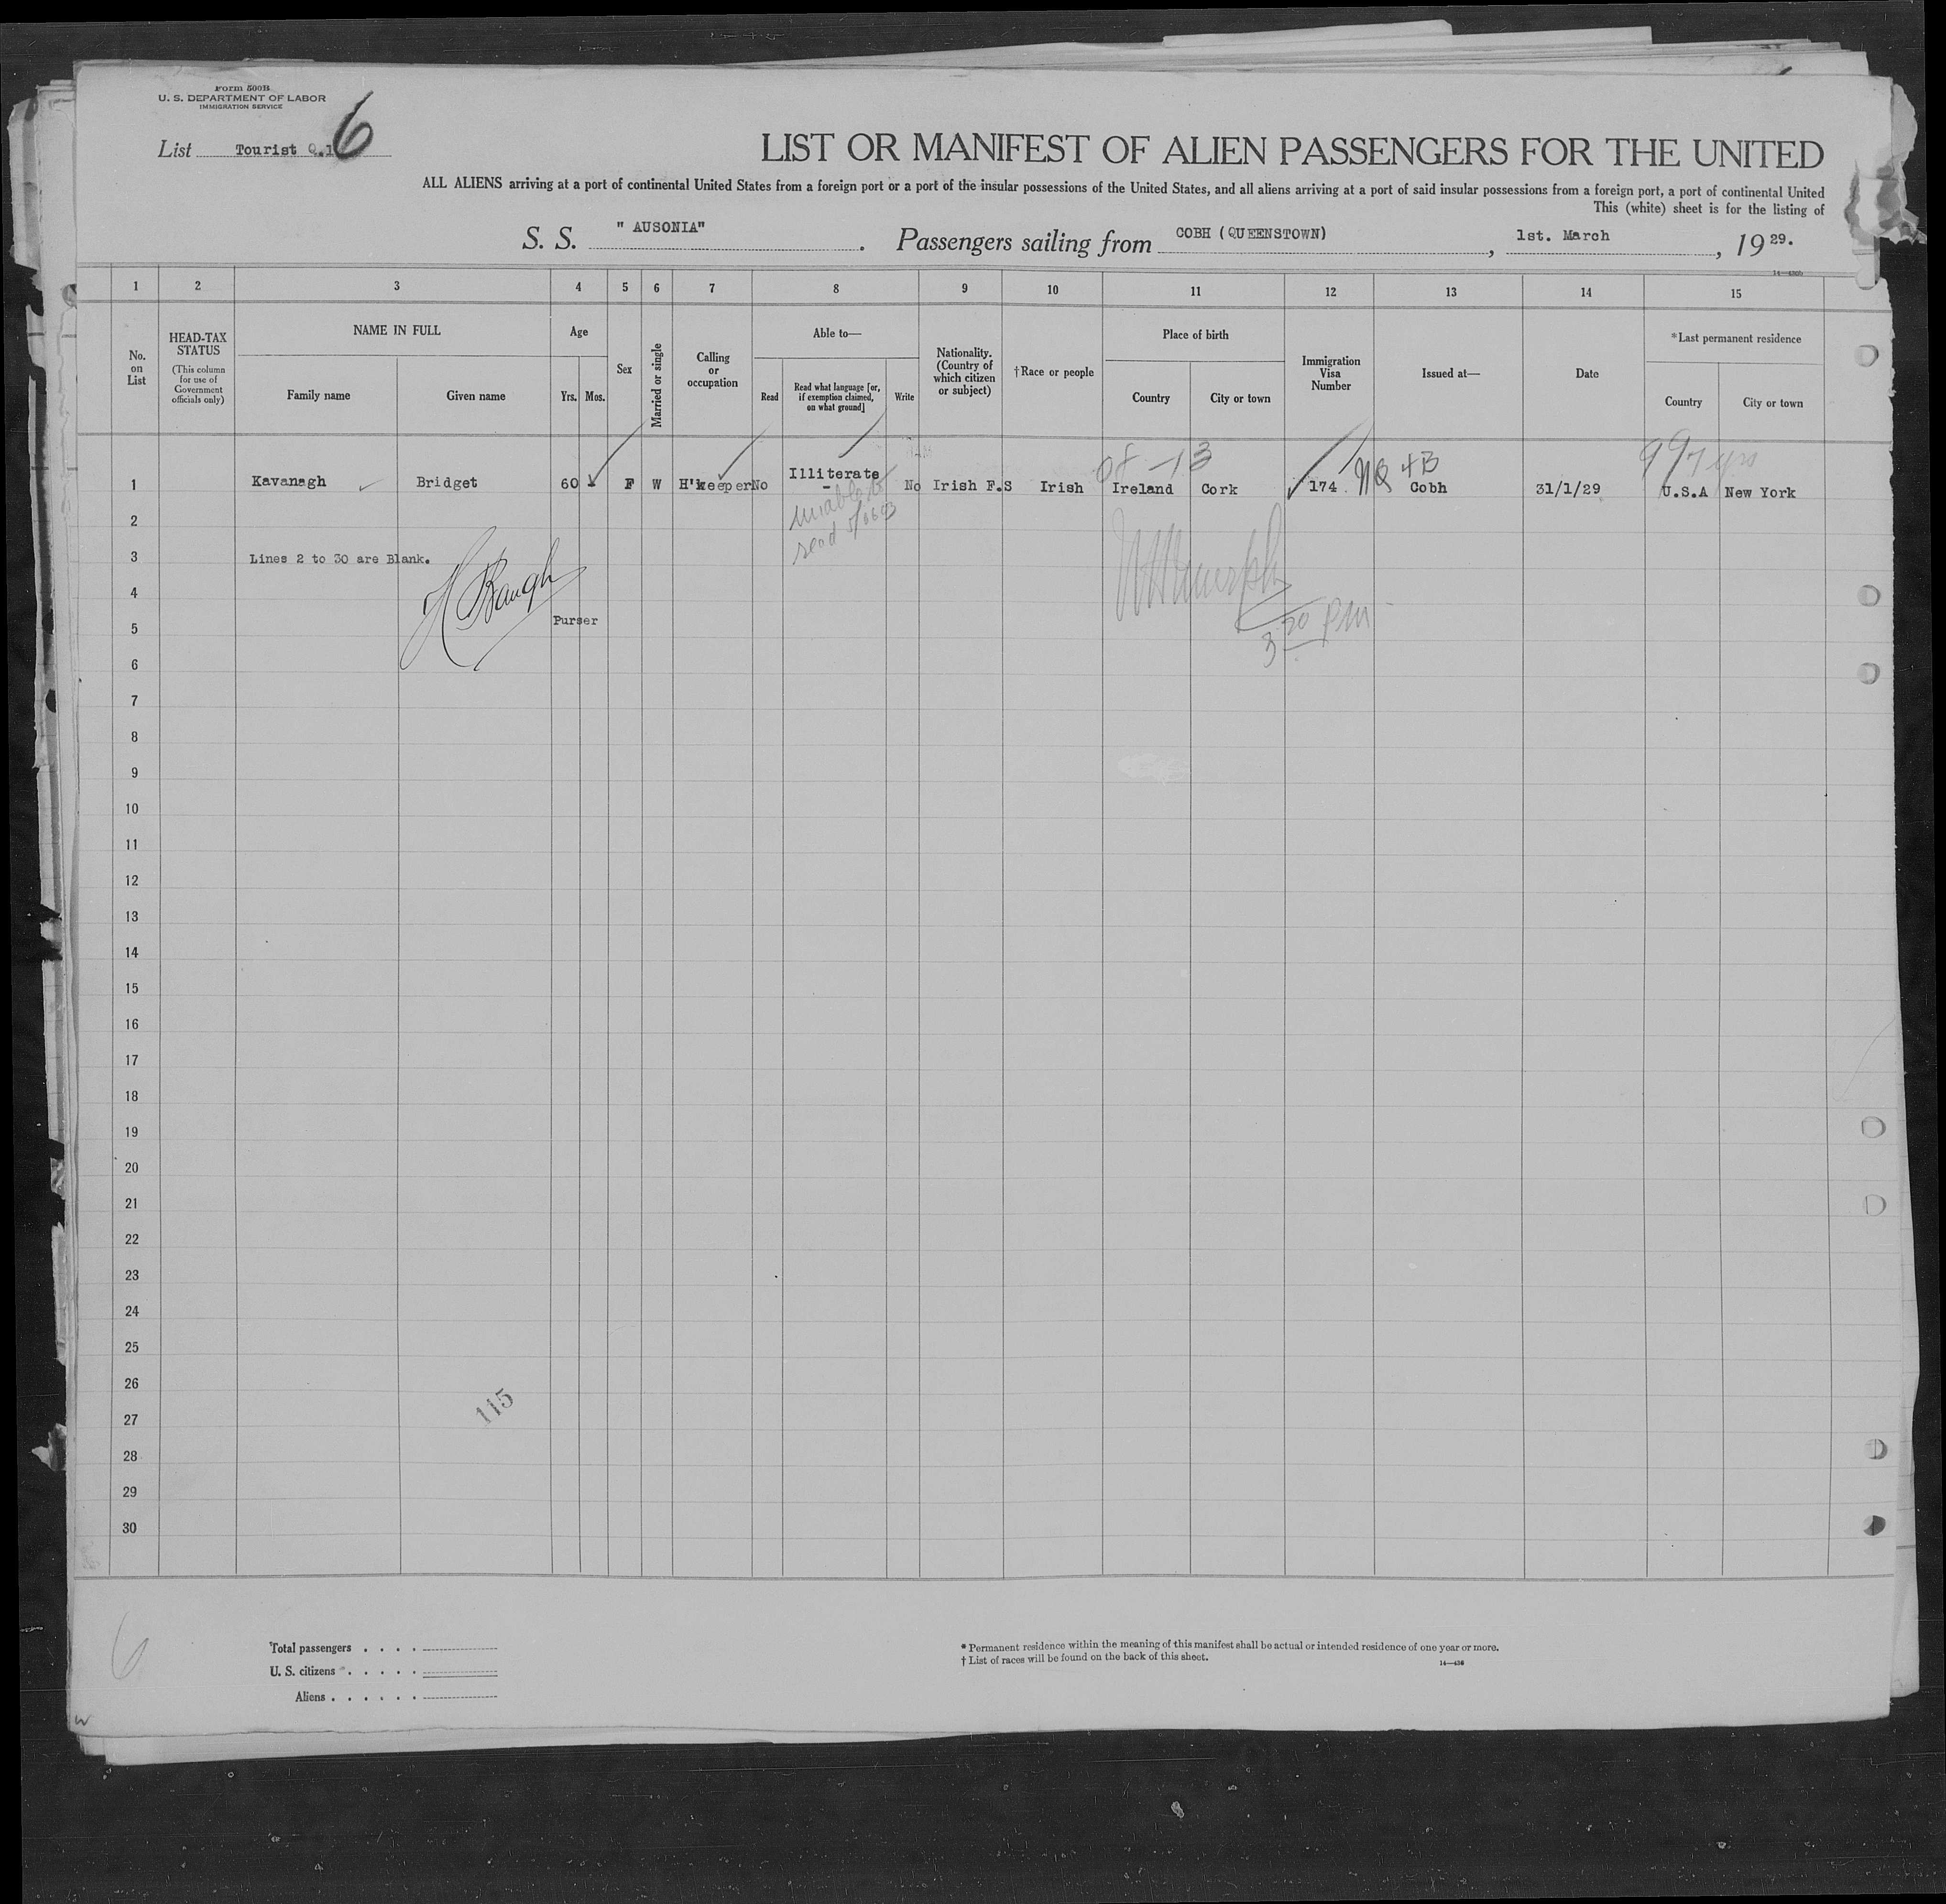 Form 500B
U. S. DEPARTMENT OF LABOR
IMMIGRATION SERVICE
List Tourist Q.1 6
LIST OR MANIFEST OF ALIEN PASSENGERS FOR THE UNITED
ALL ALIENS arriving at a port of continental United States from a foreign port or a port of the insular possessions of the United States, and all aliens arriving at a port of said insular possessions from a foreign port, a port of continental United
This (white) sheet is for the listing of
S. S. " AUSONIA" . Passengers sailing from COBH (QUEENSTOWN) , 1st. March , 19 29.
1 2 3 4 5 6 7 8 9 10 11 12 13 14 15
No. on List
HEAD-TAX STATUS
(This column for use of Government officials only)
NAME IN FULL
Family name Given name
Age
Yrs. Mos.
Sex
Married or single
Calling or occupation
Able to—
Read
Read what language [or, if exemption claimed, on what ground]
Write
Nationality. (Country of which citizen or subject)
†Race or people
Place of birth
Country City or town
Immigration Visa Number
Issued at—
Date
*Last permanent residence
Country City or town
1 Kavanagh Bridget 60 F W H'keeper No Illiterate - No Irish F.S Irish Ireland Cork 174 NQ 4B Cobh 31/1/29 U.S.A New York
2
unable to
read
3 Lines 2 to 30 are Blank.
4
Purser
3 20 PM
5
6
7
8
9
10
11
12
13
14
15
16
17
18
19
20
21
22
23
24
25
26
115
27
28
29
30
6
Total passengers . . . .
U. S. citizens . . . . .
Aliens . . . . . .
* Permanent residence within the meaning of this manifest shall be actual or intended residence of one year or more.
† List of races will be found on the back of this sheet.